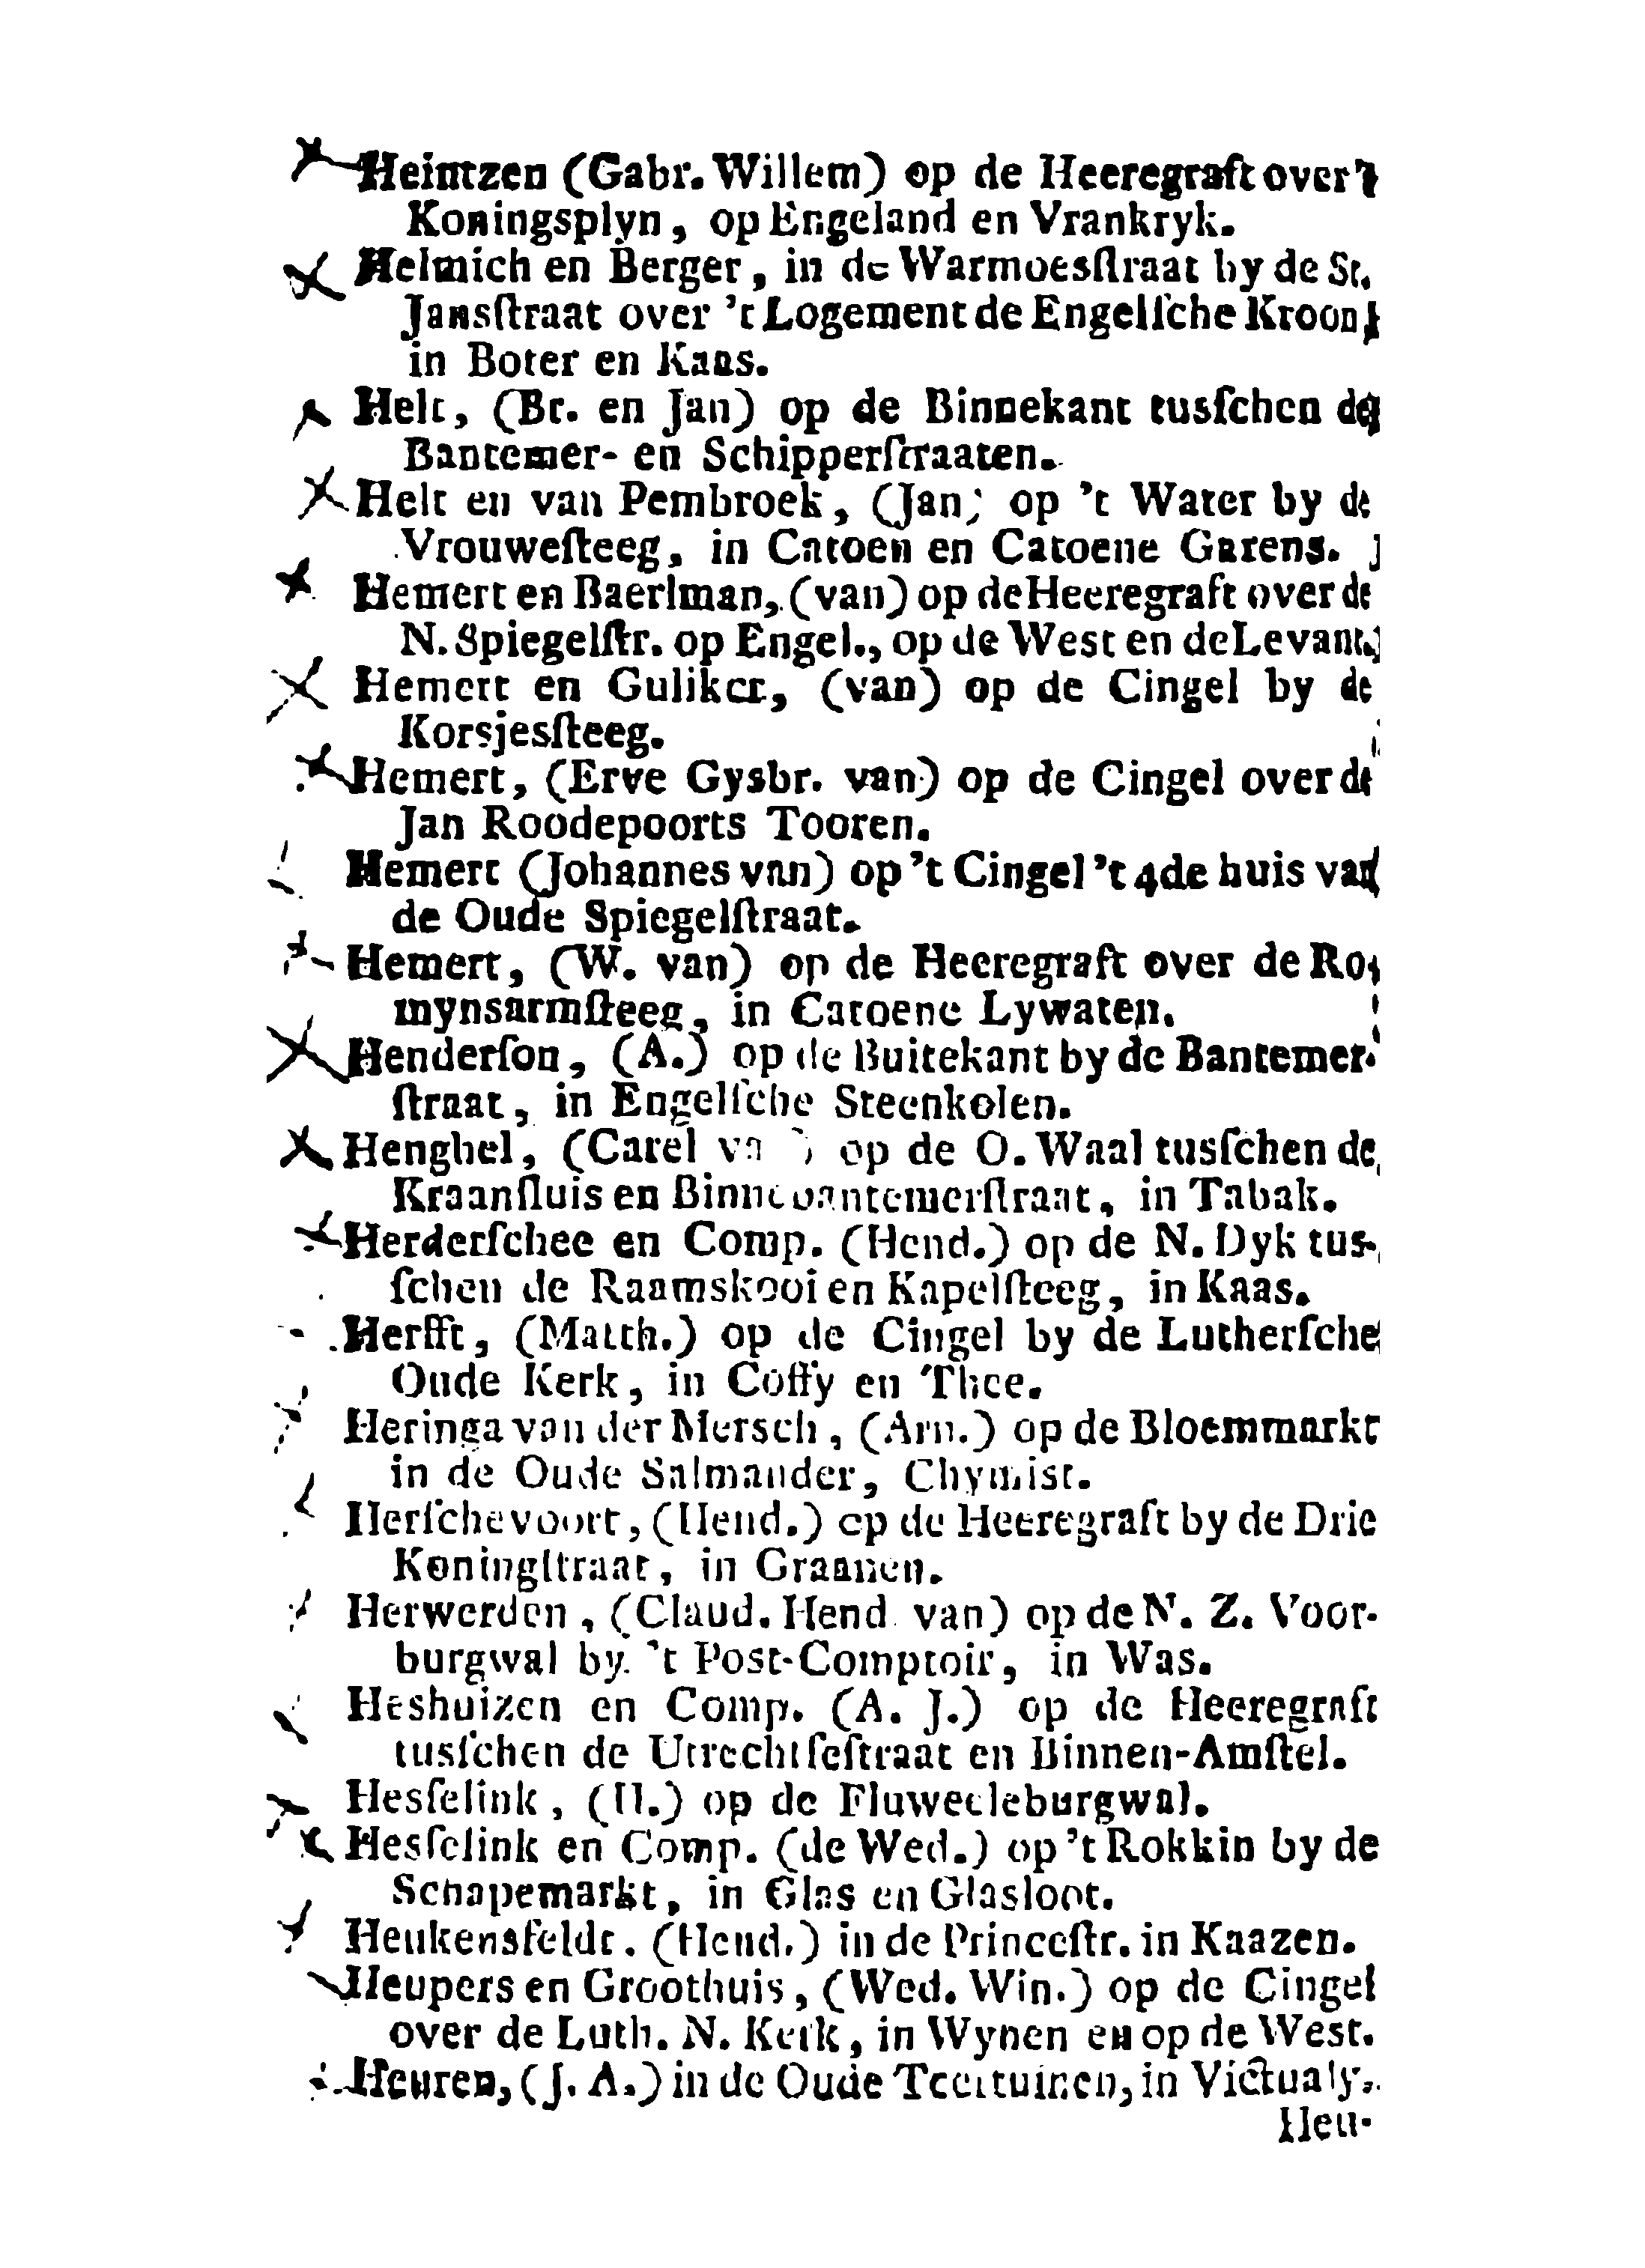 Heintzen (Gabr. Willem) op de Heeregraft over 't
Koningsplyn, op Engeland en Vrankryk.
Helmich en Berger, in de Warmoesſtraat by de St.
Jansſtraat over 't Logement de Engelſche Kroon,
in Boter en Kaas.
Helt, (Br. en Jan) op de Binnekant tusſchen de
Bantemer- en Schipperſtraaten.
Helt en van Pembroek, (Jan) op 't Water by de
Vrouweſteeg, in Catoen en Catoene Garens.
Hemert en Baerlman, (van) op de Heeregraft over de
N. Spiegelſtr. op Engel., op de West en de Levant.
Hemert en Guliker, (van) op de Cingel by de
Korsjesſteeg.
Hemert, (Erve Gysbr. van) op de Cingel over de
Jan Roodepoorts Tooren.
Hemert (Johannes van) op 't Cingel 't 4de huis van
de Oude Spiegelſtraat.
Hemert, (W. van) op de Heeregraft over de Ro-
mynsarmſteeg, in Catoene Lywaten.
Henderſon, (A.) op de Buitekant by de Bantemer-
ſtraat, in Engelſche Steenkolen.
Henghel, (Carel va ) op de O. Waal tusſchen de
Kraanſluis en Binnebantemerſtraat, in Tabak.
Herderſchee en Comp. (Hend.) op de N. Dyk tus-
ſchen de Raamskooi en Kapelſteeg, in Kaas.
Herfft, (Matth.) op de Cingel by de Lutherſche
Oude Kerk, in Coffy en Thee.
Heringa van der Mersch, (Arn.) op de Bloemmarkt
in de Oude Salmander, Chymist.
Herſchevoort, (Hend.) op de Heeregraft by de Drie
Koningſtraat, in Graanen.
Herwerden, (Claud. Hend van) op de N. Z. Voor-
burgwal by 't Post-Comptoir, in Was.
Heshuizen en Comp. (A. J.) op de Heeregraft
tusſchen de Utrechtſeſtraat en Binnen-Amſtel.
Hesſelink, (H.) op de Fluweeleburgwal.
Hesſelink en Comp. (de Wed.) op 't Rokkin by de
Schapemarkt, in Glas en Glasloot.
Heukensfeldt. (Hend.) in de Princeſtr. in Kaazen.
Heupers en Groothuis, (Wed. Win.) op de Cingel
over de Luth. N. Kerk, in Wynen en op de West.
Heuren, (J. A.) in de Oude Teertuinen, in Victualy.
Heu-